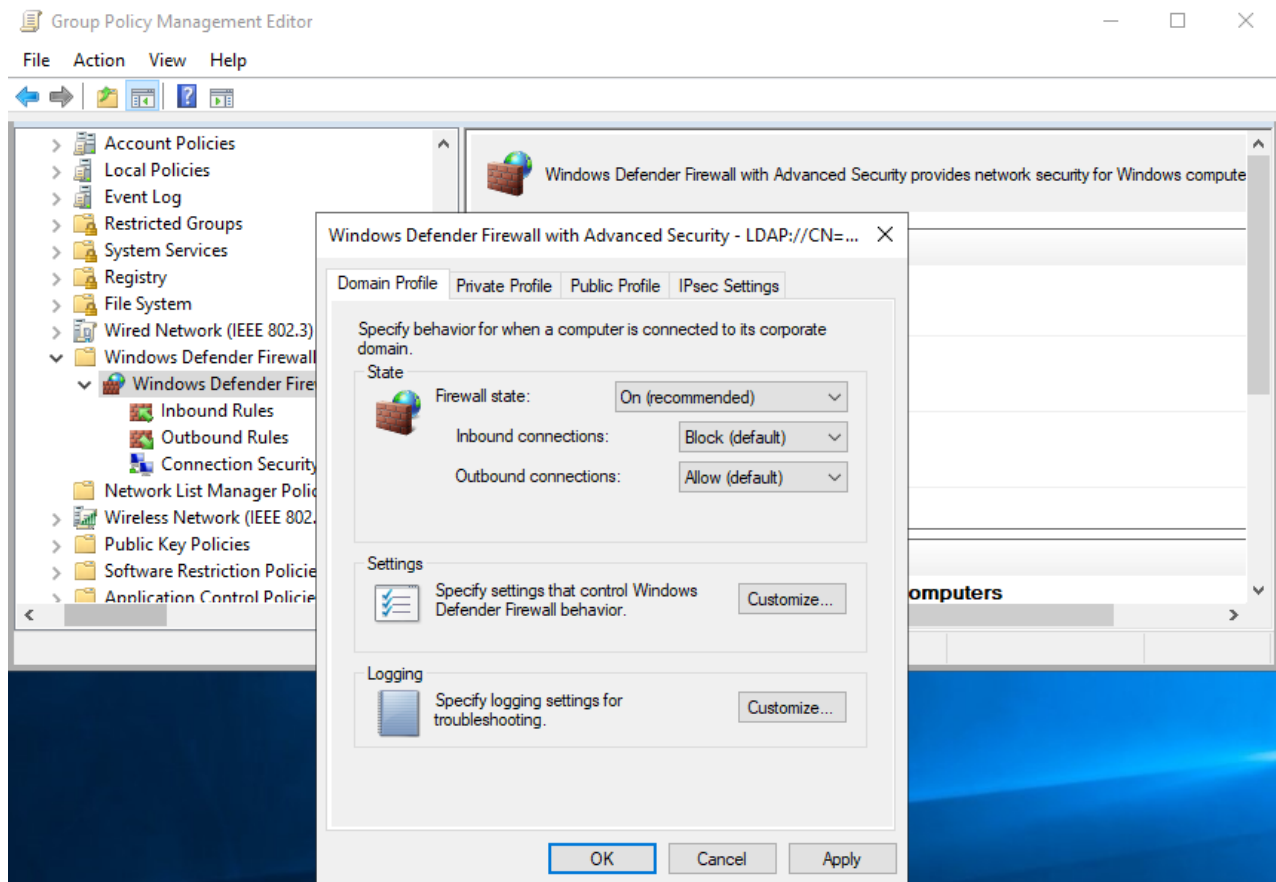 Group Policy Management Editor
File Action View Help
Account Policies
Local Policies
Event Log
Restricted Groups
System Services
Registry
File System
Wired Network (IEEE 802.3)
Windows Defender Firewall
Windows Defender Fire
Inbound Rules
Outbound Rules
Connection Security
Network List Manager Polic
Wireless Network (IEEE 802.
Public Key Policies
Software Restriction Policie
Application Control Policie
Windows Defender Firewall with Advanced Security provides network security for Windows compute
omputers
Windows Defender Firewall with Advanced Security - LDAP://CN=...
Domain Profile Private Profile Public Profile IPsec Settings
Specify behavior for when a computer is connected to its corporate
domain.
State
Firewall state: On (recommended)
Inbound connections: Block (default)
Outbound connections: Allow (default)
Settings
Specify settings that control Windows
Defender Firewall behavior.
Customize...
Logging
Specify logging settings for
troubleshooting.
Customize...
OK Cancel Apply